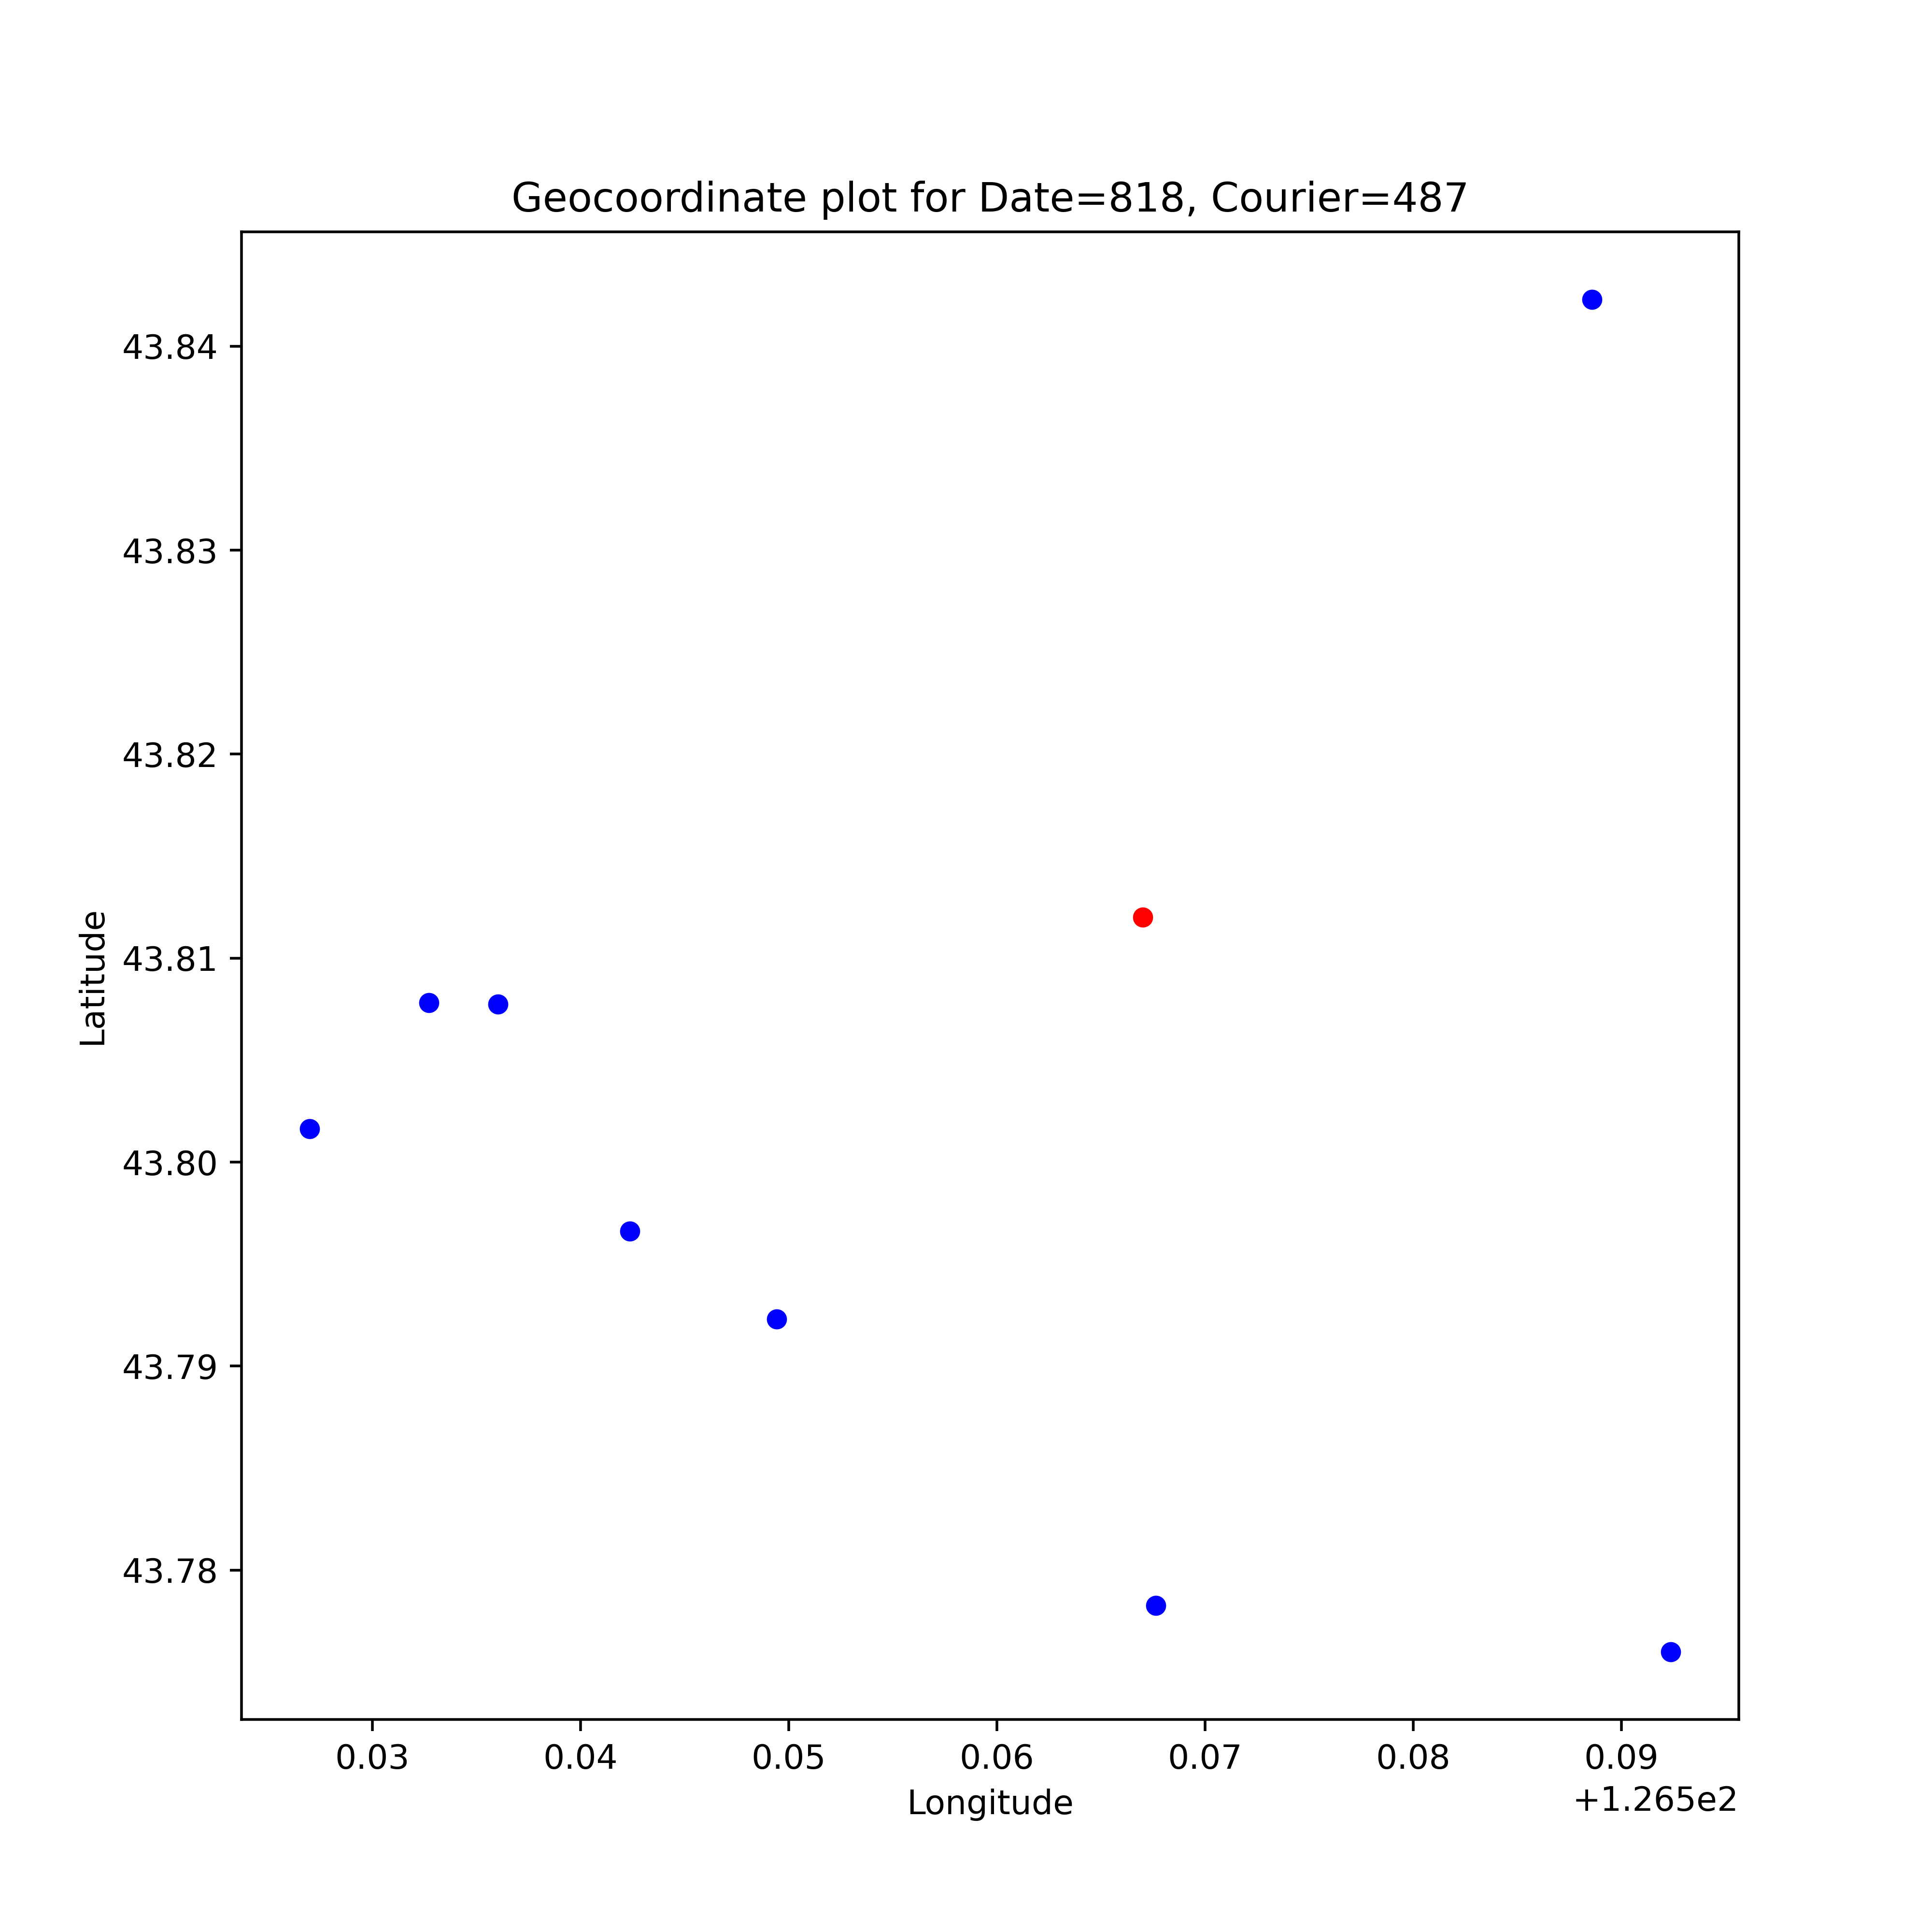 Geocoordinate plot for Date=818, Courier=487
43.84
43.83
43.82
43.81
43.80
43.79
43.78
Latitude
0.03 0.04 0.05 0.06 0.07 0.08 0.09
Longitude
+1.265e2